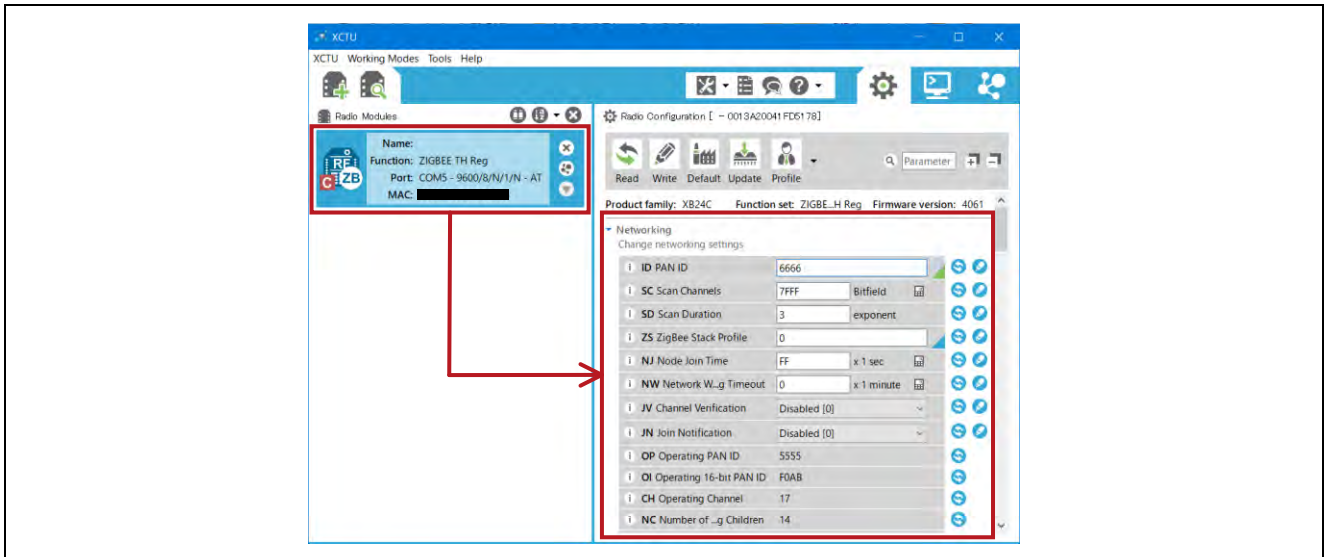 XCTU
XCTU Working Modes Tools Help
Radio Modules
Name:
Function: ZIGBEE TH Reg
Port: COM5 - 9600/8/N/1/N - AT
MAC:
RF
C ZB
Radio Configuration [ - 0013A20041FD5178]
Read Write Default Update Profile
Parameter
Product family: XB24C Function set: ZIGBE...H Reg Firmware version: 4061
Networking
Change networking settings
i ID PAN ID 6666
i SC Scan Channels 7FFF Bitfield
i SD Scan Duration 3 exponent
i ZS ZigBee Stack Profile 0
i NJ Node Join Time FF x 1 sec
i NW Network W...g Timeout 0 x 1 minute
i JV Channel Verification Disabled [0]
i JN Join Notification Disabled [0]
i OP Operating PAN ID 5555
i OI Operating 16-bit PAN ID F0AB
i CH Operating Channel 17
i NC Number of ...g Children 14